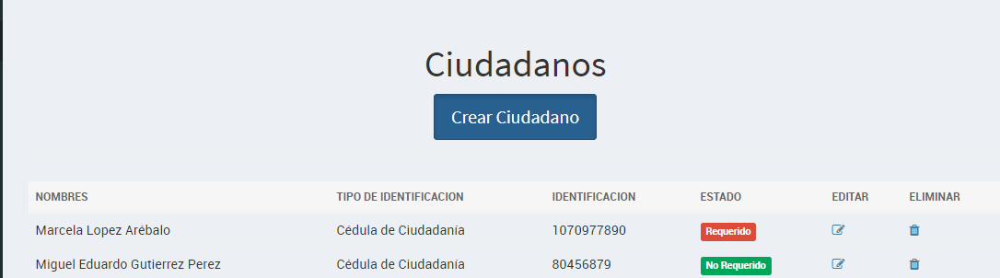 Ciudadanos
Crear Ciudadano
NOMBRES TIPO DE IDENTIFICACION IDENTIFICACION ESTADO EDITAR ELIMINAR
Marcela Lopez Arébalo Cédula de Ciudadanía 1070977890 Requerido
Miguel Eduardo Gutierrez Perez Cédula de Ciudadanía 80456879 No Requerido